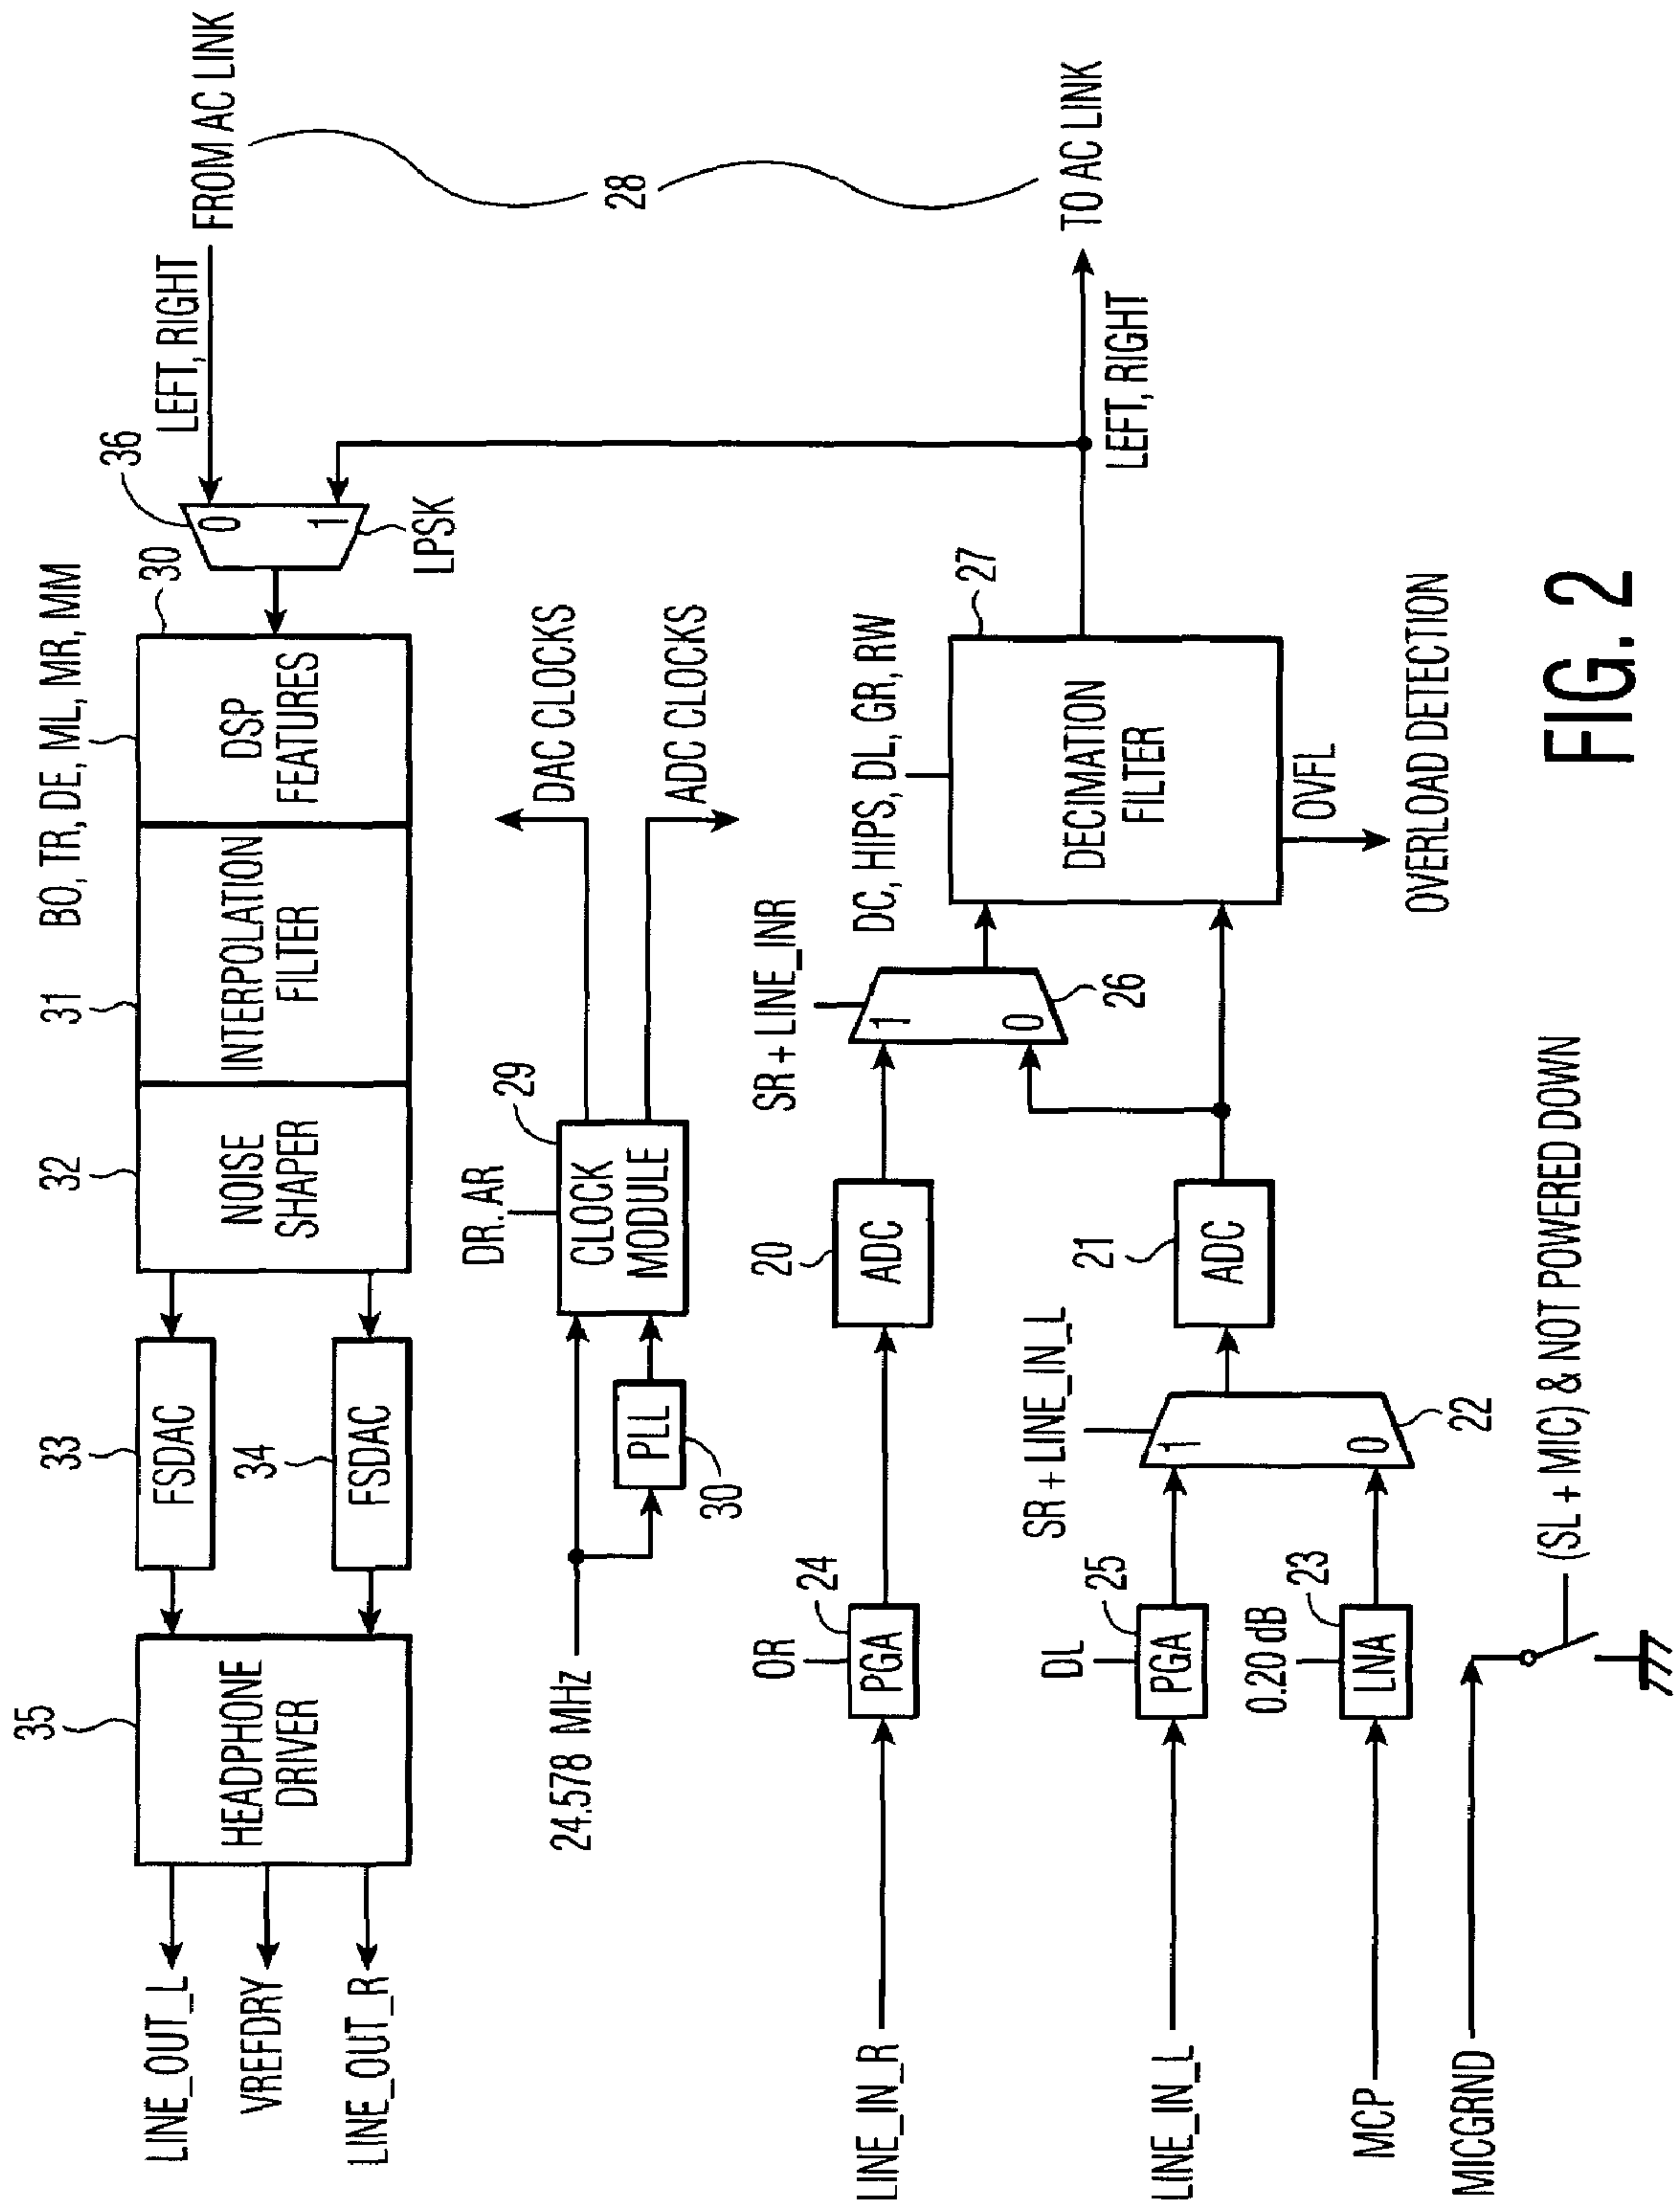 BO, TR, DE, ML, MR, MM
35
32
31
30
36
HEADPHONE
DRIVER
33
FSDAC
34
FSDAC
NOISE
SHAPER
INTERPOLATION
FILTER
DSP
FEATURES
0
1
LPSK
LEFT, RIGHT
FROM AC LINK
LINE_OUT_L
VREFDRY
LINE_OUT_R
28
24.578 MHz
PLL
30
DR. AR
29
CLOCK
MODULE
DAC CLOCKS
ADC CLOCKS
LINE_IN_R
OR
24
PGA
20
ADC
SR + LINE_INR
1
0
26
DC, HIPS, DL, GR, RW
27
DECIMATION
FILTER
OVFL
OVERLOAD DETECTION
LEFT, RIGHT
TO AC LINK
LINE_IN_L
DL
25
PGA
SR + LINE_IN_L
1
0
22
21
ADC
MCP
0.20 dB
23
LNA
MICGRND
(SL + MIC) & NOT POWERED DOWN
FIG. 2